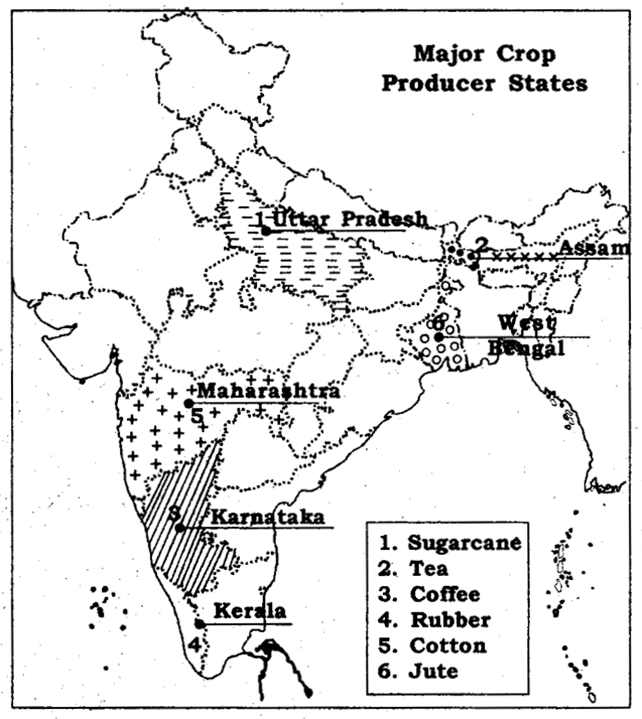 Major Crop
Producer States
1 Uttar Pradesh
2
Assam
6
West
Bengal
Maharashtra
5
3
Karnataka
Kerala
4
1. Sugarcane
2. Tea
3. Coffee
4. Rubber
5. Cotton
6. Jute